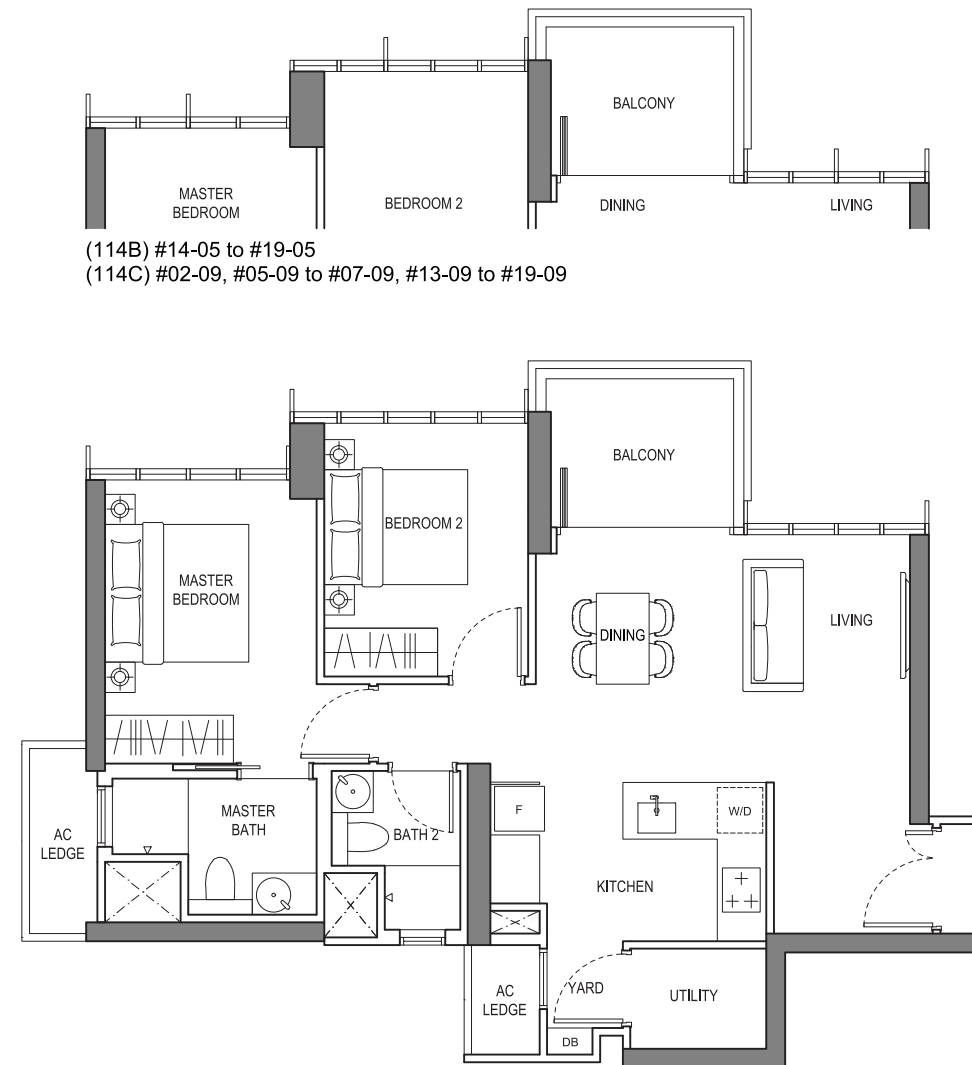 BALCONY
MASTER
BEDROOM
BEDROOM 2
DINING
LIVING
(114B) #14-05 to #19-05
(114C) #02-09, #05-09 to #07-09, #13-09 to #19-09
BALCONY
BEDROOM 2
MASTER
BEDROOM
DINING
LIVING
MASTER
BATH
AC
LEDGE
BATH 2
F
W/D
KITCHEN
AC
LEDGE
YARD
UTILITY
DB